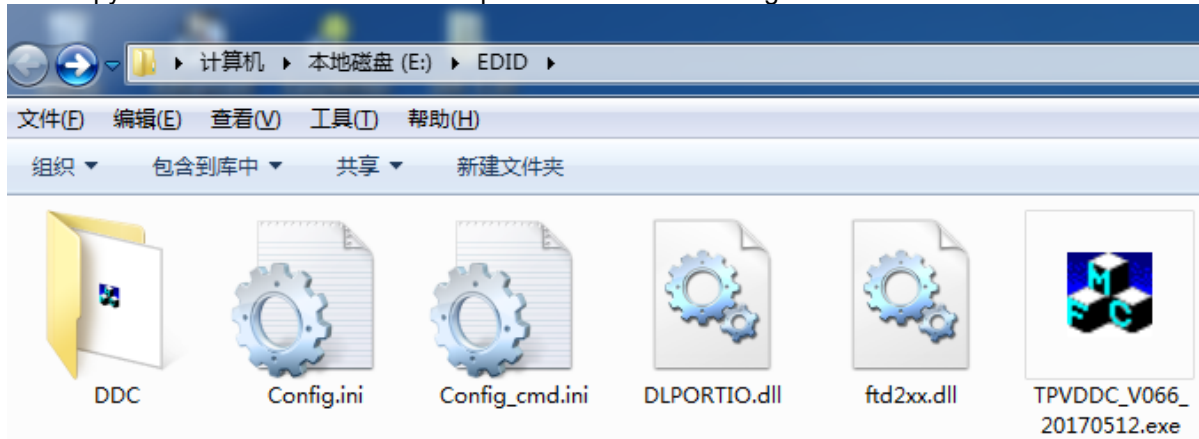 计算机 ▸ 本地磁盘 (E:) ▸ EDID ▸
文件(F) 编辑(E) 查看(V) 工具(T) 帮助(H)
组织 包含到库中 共享 新建文件夹
DDC Config.ini Config_cmd.ini DLPORTIO.dll ftd2xx.dll TPVDDC_V066_
20170512.exe